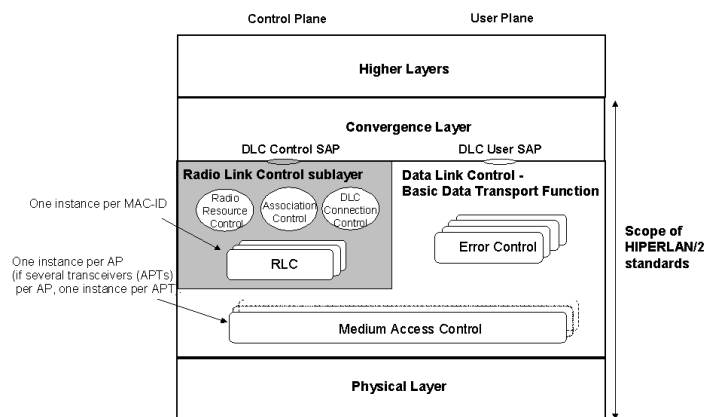 Control Plane
User Plane
Higher Layers
Convergence Layer
DLC Control SAP
DLC User SAP
Radio Link Control sublayer
Data Link Control -
Basic Data Transport Function
Radio
Resource
Control
Association
Control
DLC
Connection
Control
One instance per MAC-ID
RLC
Error Control
Scope of
HIPERLAN/2
standards
One instance per AP
(if several transceivers (APTs)
per AP, one instance per APT).
Medium Access Control
Physical Layer